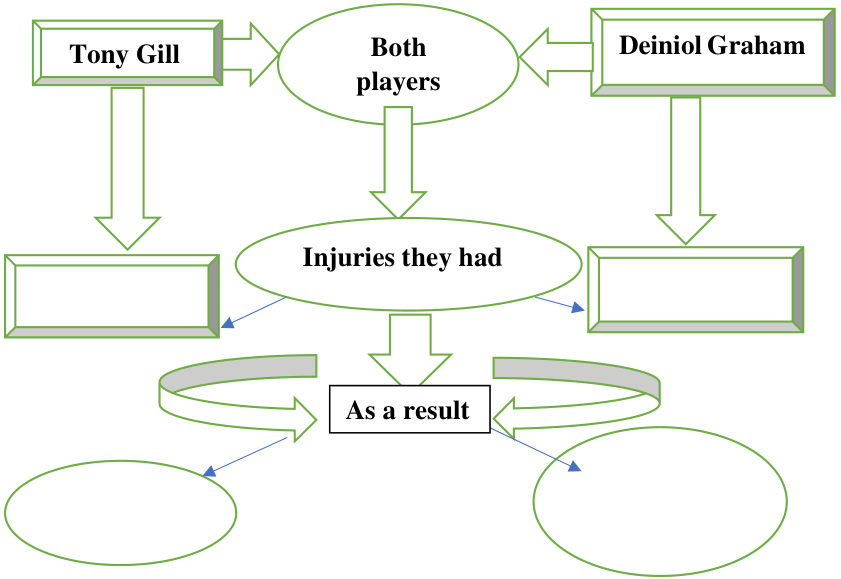 Tony Gill
Both
players
Deiniol Graham
Injuries they had
As a result